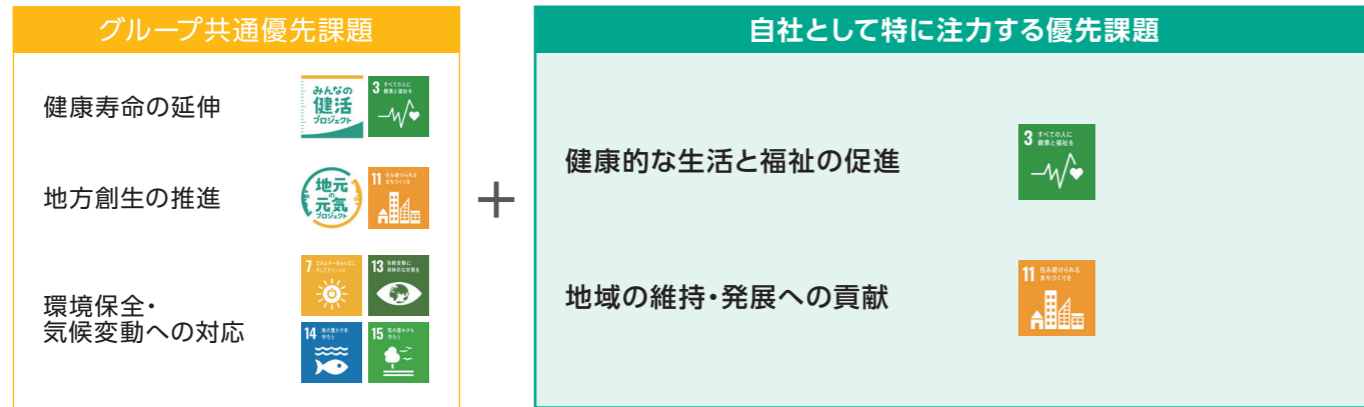 グループ共通優先課題
健康寿命の延伸
みんなの
健活
プロジェクト
3 すべての人に
健康と福祉を
地方創生の推進
地元
の
元気
プロジェクト
11 住み続けられる
まちづくりを
環境保全・
気候変動への対応
7 エネルギーをみんなに
そしてクリーンに
13 気候変動に
具体的な対策を
14 海の豊かさを
守ろう
15 陸の豊かさも
守ろう
+
自社として特に注力する優先課題
健康的な生活と福祉の促進
3 すべての人に
健康と福祉を
地域の維持・発展への貢献
11 住み続けられる
まちづくりを